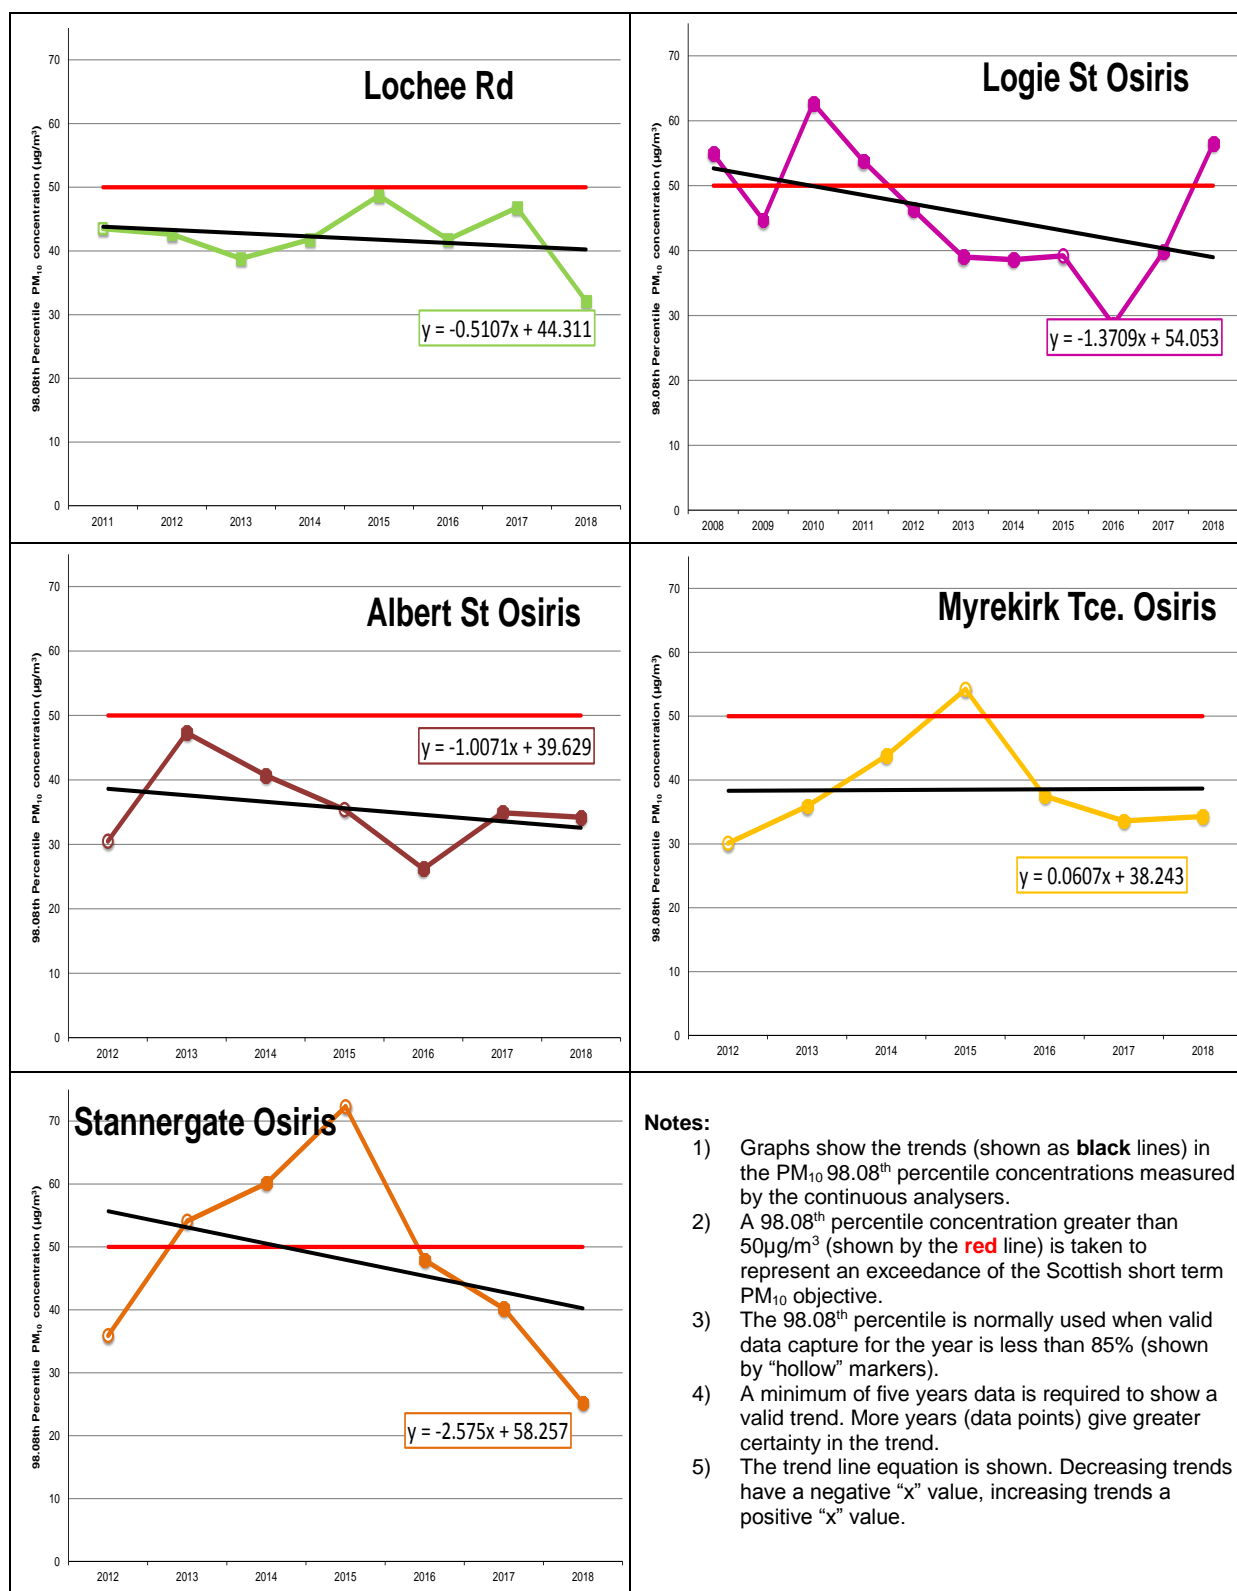 Lochee Rd
98.08th Percentile PM₁₀ concentration (µg/m³)
70
60
50
40
30
20
10
0
y = -0.5107x + 44.311
2011 2012 2013 2014 2015 2016 2017 2018
Logie St Osiris
98.08th Percentile PM₁₀ concentration (µg/m³)
70
60
50
40
30
20
10
0
y = -1.3709x + 54.053
2008 2009 2010 2011 2012 2013 2014 2015 2016 2017 2018
Albert St Osiris
98.08th Percentile PM₁₀ concentration (µg/m³)
70
60
50
40
30
20
10
0
y = -1.0071x + 39.629
2012 2013 2014 2015 2016 2017 2018
Myrekirk Tce. Osiris
98.08th Percentile PM₁₀ concentration (µg/m³)
70
60
50
40
30
20
10
0
y = 0.0607x + 38.243
2012 2013 2014 2015 2016 2017 2018
Stannergate Osiris
98.08th Percentile PM₁₀ concentration (µg/m³)
70
60
50
40
30
20
10
0
y = -2.575x + 58.257
2012 2013 2014 2015 2016 2017 2018
Notes:
1) Graphs show the trends (shown as black lines) in
the PM₁₀ 98.08th percentile concentrations measured
by the continuous analysers.
2) A 98.08th percentile concentration greater than
50µg/m³ (shown by the red line) is taken to
represent an exceedance of the Scottish short term
PM₁₀ objective.
3) The 98.08th percentile is normally used when valid
data capture for the year is less than 85% (shown
by “hollow” markers).
4) A minimum of five years data is required to show a
valid trend. More years (data points) give greater
certainty in the trend.
5) The trend line equation is shown. Decreasing trends
have a negative “x” value, increasing trends a
positive “x” value.